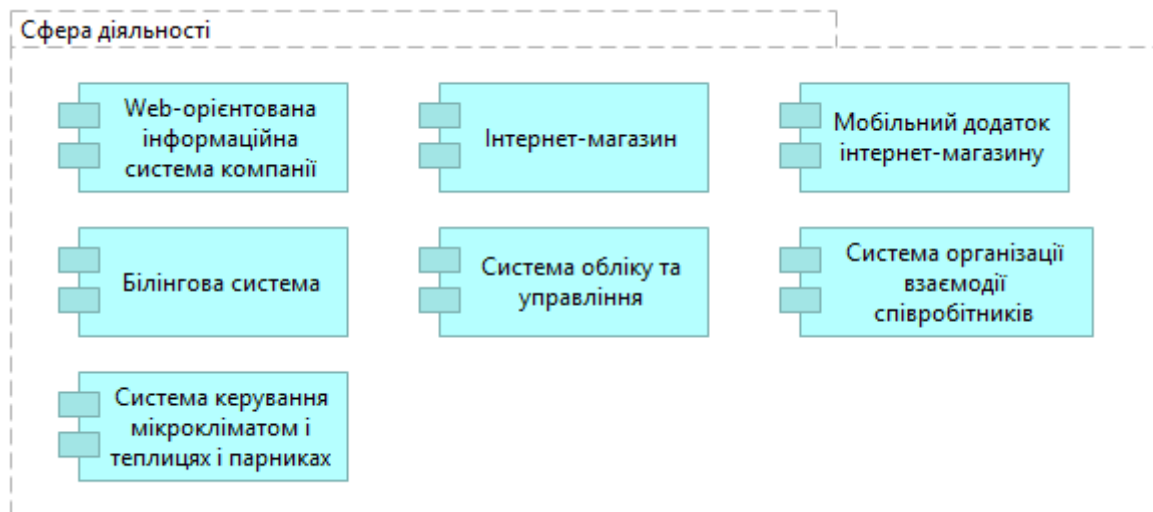 Сфера діяльності
Web-орієнтована
інформаційна
система компанії
Інтернет-магазин
Мобільний додаток
інтернет-магазину
Білінгова система
Система обліку та
управління
Система організації
взаємодії
співробітників
Система керування
мікрокліматом і
теплицях і парниках